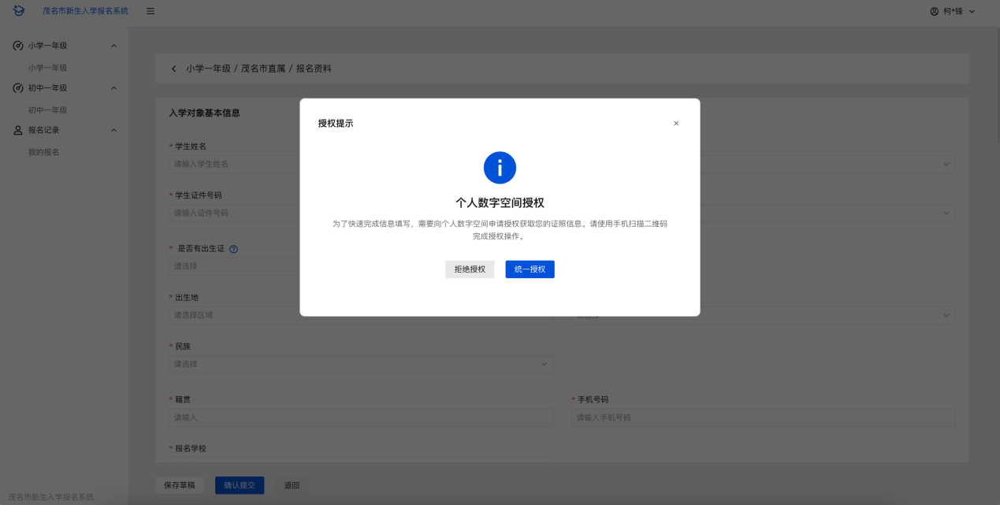 茂名市新生入学报名系统
柯*锋
小学一年级
小学一年级
初中一年级
初中一年级
报名记录
我的报名
小学一年级 / 茂名市直属 / 报名资料
入学对象基本信息
* 学生姓名
请输入学生姓名
* 学生证件号码
请输入证件号码
* 是否有出生证
请选择
* 出生地
请选择区域
请选择
* 民族
请选择
* 籍贯
请输入
* 手机号码
请输入手机号码
* 报名学校
授权提示
个人数字空间授权
为了快速完成信息填写，需要向个人数字空间申请授权获取您的证照信息。请使用手机扫描二维码
完成授权操作。
拒绝授权
统一授权
保存草稿
确认提交
返回
茂名市新生入学报名系统